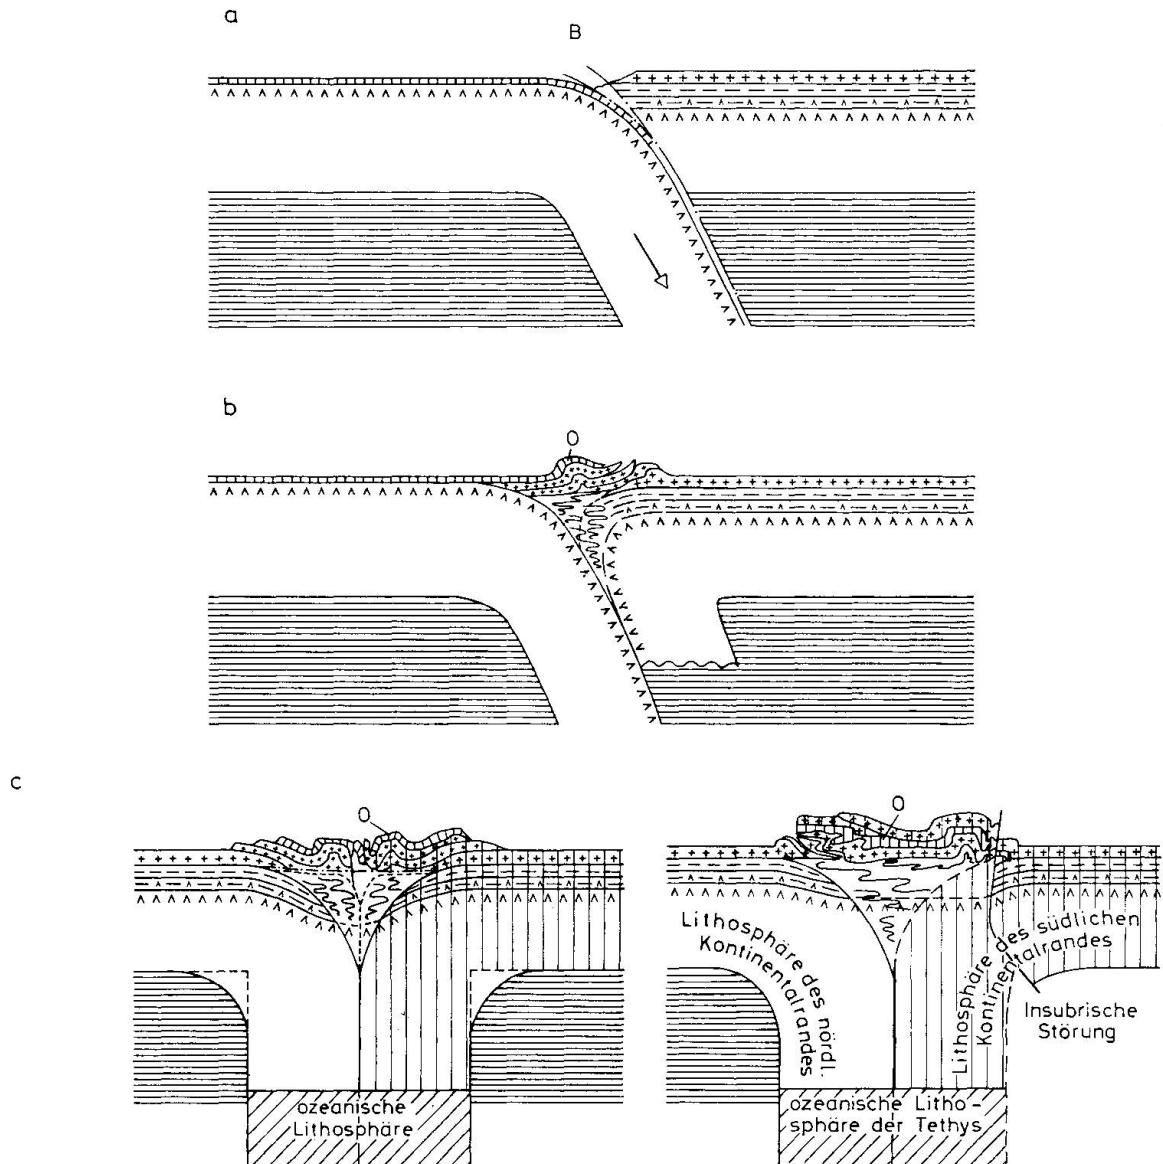 a
B
b
O
c
O
O
Lithosphäre des nördl.
Kontinentalrandes
Lithosphäre des südlichen
Kontinentalrandes
Insubrische
Störung
ozeanische
Lithosphäre
ozeanische Litho-
sphäre der Tethys